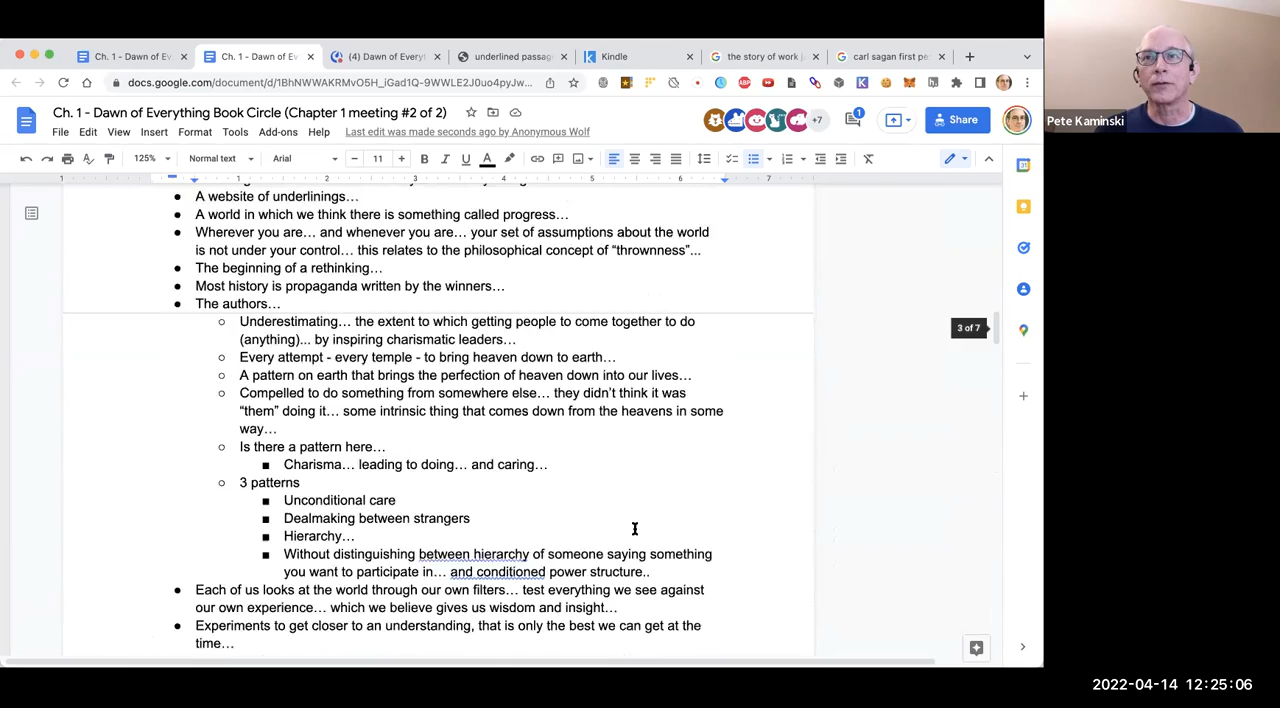 Ch. 1 - Dawn of Ev
Ch. 1 - Dawn of Ev
(4) Dawn of Everyt
underlined passag
Kindle
the story of work j
carl sagan first pe
docs.google.com/document/d/1BhNWWAKRMvO5H_iGad1Q-9WWLE2J0uo4pyJw...
Ch. 1 - Dawn of Everything Book Circle (Chapter 1 meeting #2 of 2)
+7
1
Share
File Edit View Insert Format Tools Add-ons Help Last edit was made seconds ago by Anonymous Wolf
125% Normal text Arial 11 B I U A
1 1 2 3 4 5 6 7
● A website of underlinings…
● A world in which we think there is something called progress…
● Wherever you are… and whenever you are… your set of assumptions about the world
is not under your control… this relates to the philosophical concept of “thrownness”...
● The beginning of a rethinking…
● Most history is propaganda written by the winners…
● The authors…
○ Underestimating… the extent to which getting people to come together to do
(anything)... by inspiring charismatic leaders…
○ Every attempt - every temple - to bring heaven down to earth…
○ A pattern on earth that brings the perfection of heaven down into our lives…
○ Compelled to do something from somewhere else… they didn’t think it was
“them” doing it… some intrinsic thing that comes down from the heavens in some
way…
○ Is there a pattern here…
■ Charisma… leading to doing… and caring…
○ 3 patterns
■ Unconditional care
■ Dealmaking between strangers
■ Hierarchy…
■ Without distinguishing between hierarchy of someone saying something
you want to participate in… and conditioned power structure..
● Each of us looks at the world through our own filters… test everything we see against
our own experience… which we believe gives us wisdom and insight…
● Experiments to get closer to an understanding, that is only the best we can get at the
time…
3 of 7
Pete Kaminski
2022-04-14 12:25:06